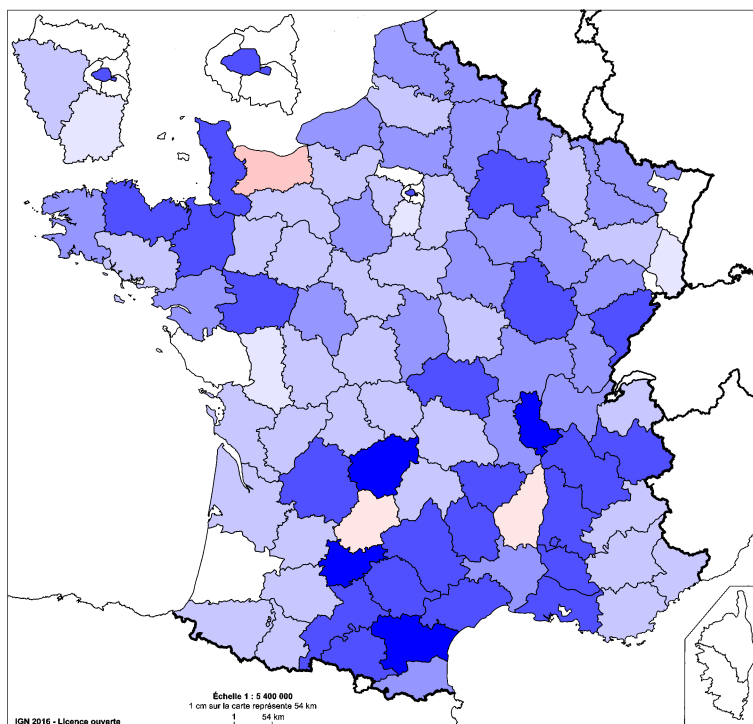 Échelle 1 : 5 400 000
1 cm sur la carte représente 54 km
1 54 km
IGN 2016 - Licence ouverte